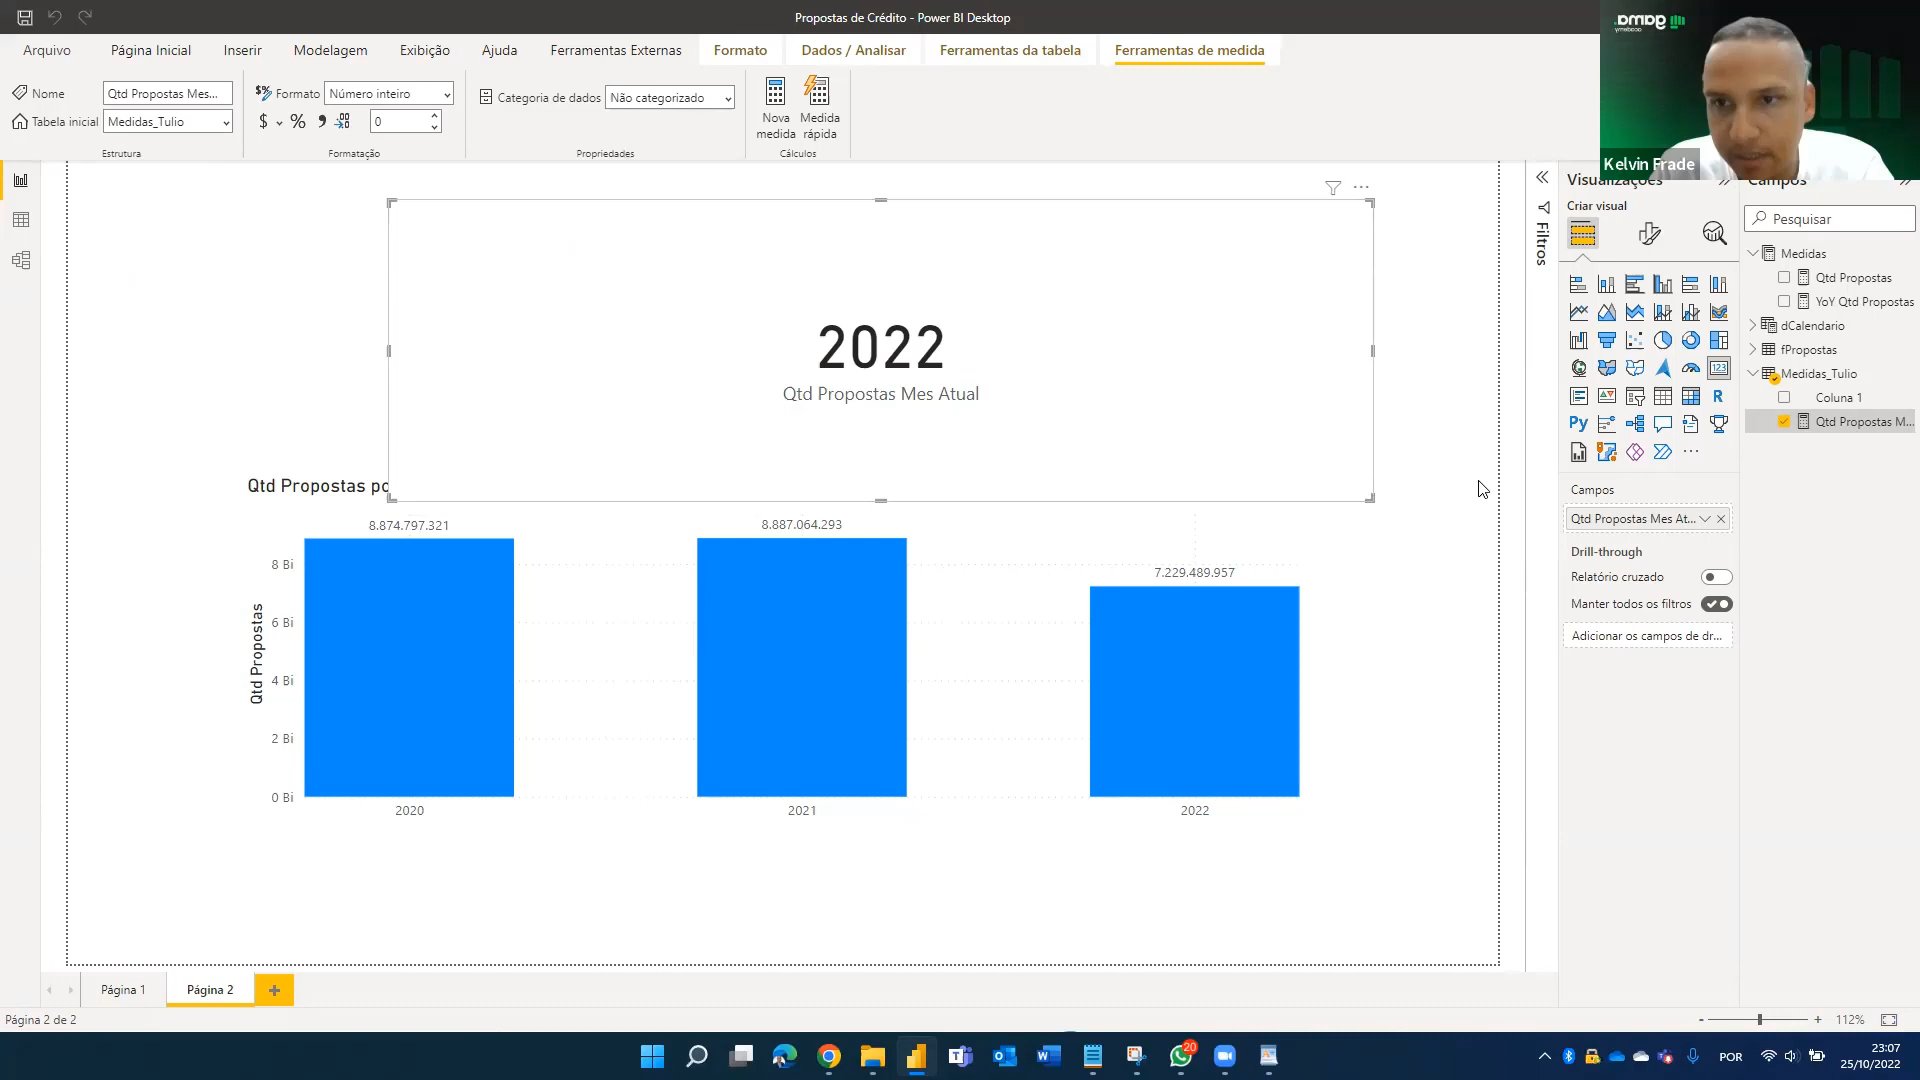 Propostas de Crédito - Power BI Desktop
Arquivo
Página Inicial
Inserir
Modelagem
Exibição
Ajuda
Ferramentas Externas
Formato
Dados / Analisar
Ferramentas da tabela
Ferramentas de medida
Nome
Qtd Propostas Mes...
Tabela inicial
Medidas_Tulio
Estrutura
Formato
Número inteiro
$
%
0
Formatação
Categoria de dados
Não categorizado
Propriedades
Nova
medida
Medida
rápida
Cálculos
gama.
academy
Kelvin Frade
2022
Qtd Propostas Mes Atual
Qtd Propostas po
8.874.797.321
8.887.064.293
7.229.489.957
8 Bi
6 Bi
4 Bi
2 Bi
0 Bi
Qtd Propostas
2020
2021
2022
Filtros
Visualizações
Criar visual
123
R
Py
Campos
Qtd Propostas Mes At...
Drill-through
Relatório cruzado
Manter todos os filtros
Adicionar os campos de dr...
Campos
Pesquisar
Medidas
Qtd Propostas
YoY Qtd Propostas
dCalendario
fPropostas
Medidas_Tulio
Coluna 1
Qtd Propostas M...
Página 1
Página 2
Página 2 de 2
112%
20
POR
23:07
25/10/2022